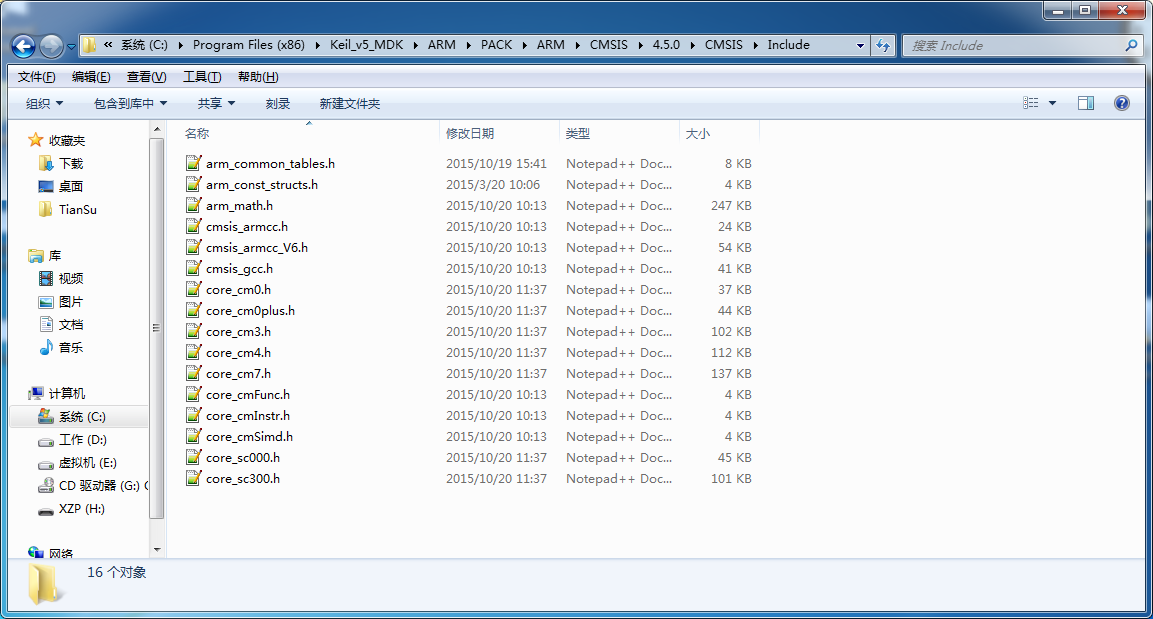 « 系统 (C:) ▸ Program Files (x86) ▸ Keil_v5_MDK ▸ ARM ▸ PACK ▸ ARM ▸ CMSIS ▸ 4.5.0 ▸ CMSIS ▸ Include
搜索 Include
文件(F) 编辑(E) 查看(V) 工具(T) 帮助(H)
组织 包含到库中 共享 刻录 新建文件夹
收藏夹
下载
桌面
TianSu
库
视频
图片
文档
音乐
计算机
系统 (C:)
工作 (D:)
虚拟机 (E:)
CD 驱动器 (G:)
XZP (H:)
网络
名称 修改日期 类型 大小
arm_common_tables.h 2015/10/19 15:41 Notepad++ Doc... 8 KB
arm_const_structs.h 2015/3/20 10:06 Notepad++ Doc... 4 KB
arm_math.h 2015/10/20 10:13 Notepad++ Doc... 247 KB
cmsis_armcc.h 2015/10/20 10:13 Notepad++ Doc... 24 KB
cmsis_armcc_V6.h 2015/10/20 10:13 Notepad++ Doc... 54 KB
cmsis_gcc.h 2015/10/20 10:13 Notepad++ Doc... 41 KB
core_cm0.h 2015/10/20 11:37 Notepad++ Doc... 37 KB
core_cm0plus.h 2015/10/20 11:37 Notepad++ Doc... 44 KB
core_cm3.h 2015/10/20 11:37 Notepad++ Doc... 102 KB
core_cm4.h 2015/10/20 11:37 Notepad++ Doc... 112 KB
core_cm7.h 2015/10/20 11:37 Notepad++ Doc... 137 KB
core_cmFunc.h 2015/10/20 10:13 Notepad++ Doc... 4 KB
core_cmInstr.h 2015/10/20 10:13 Notepad++ Doc... 4 KB
core_cmSimd.h 2015/10/20 10:13 Notepad++ Doc... 4 KB
core_sc000.h 2015/10/20 11:37 Notepad++ Doc... 45 KB
core_sc300.h 2015/10/20 11:37 Notepad++ Doc... 101 KB
16 个对象